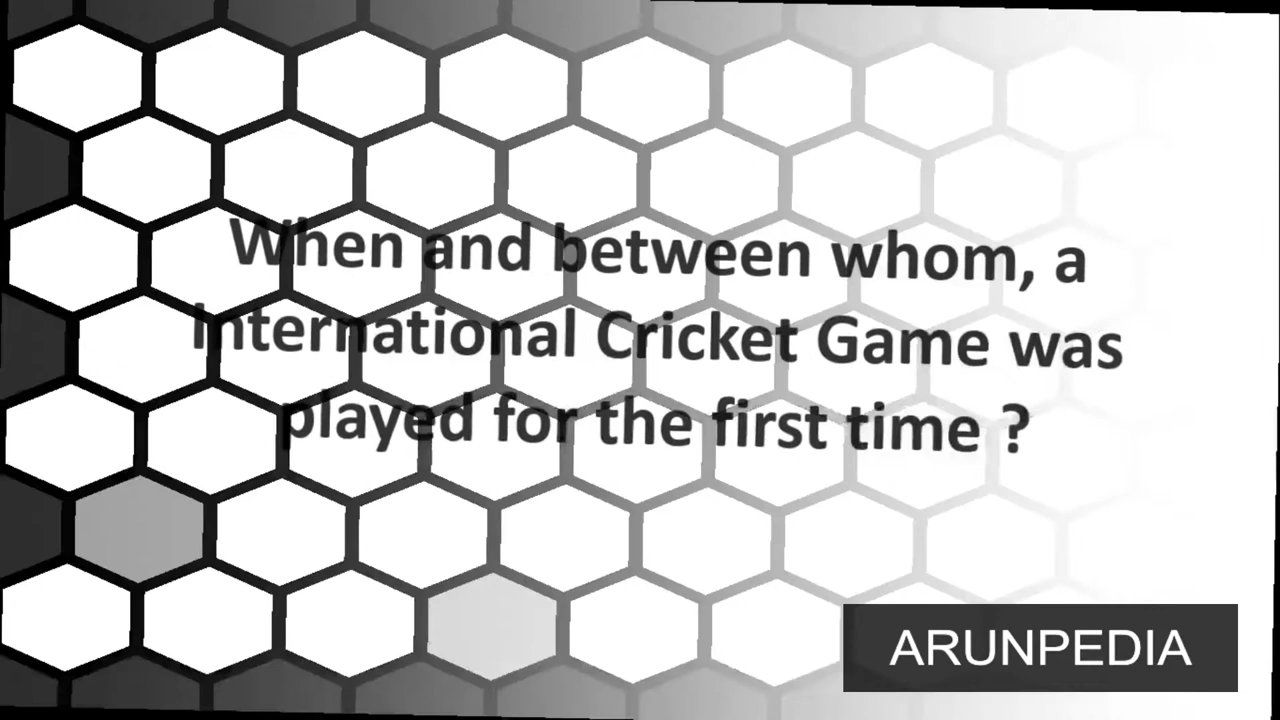 When and between whom, a
International Cricket Game was
played for the first time ?
ARUNPEDIA